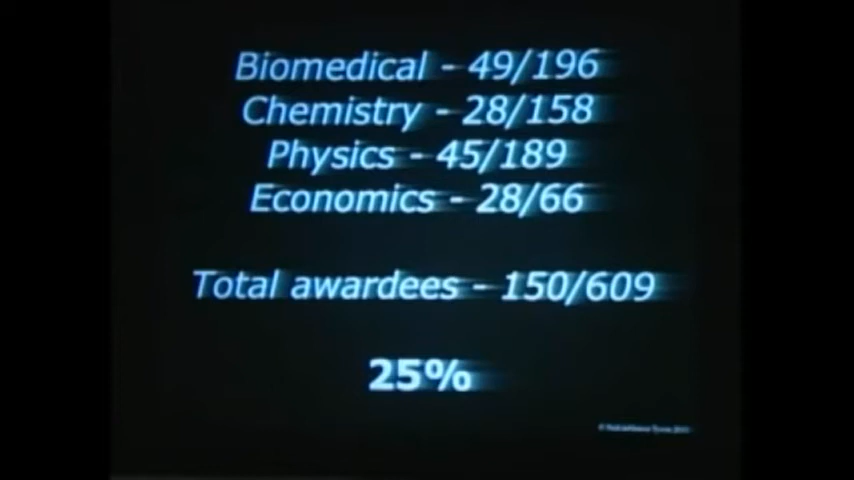 Biomedical - 49/196
Chemistry - 28/158
Physics - 45/189
Economics - 28/66
Total awardees - 150/609
25%